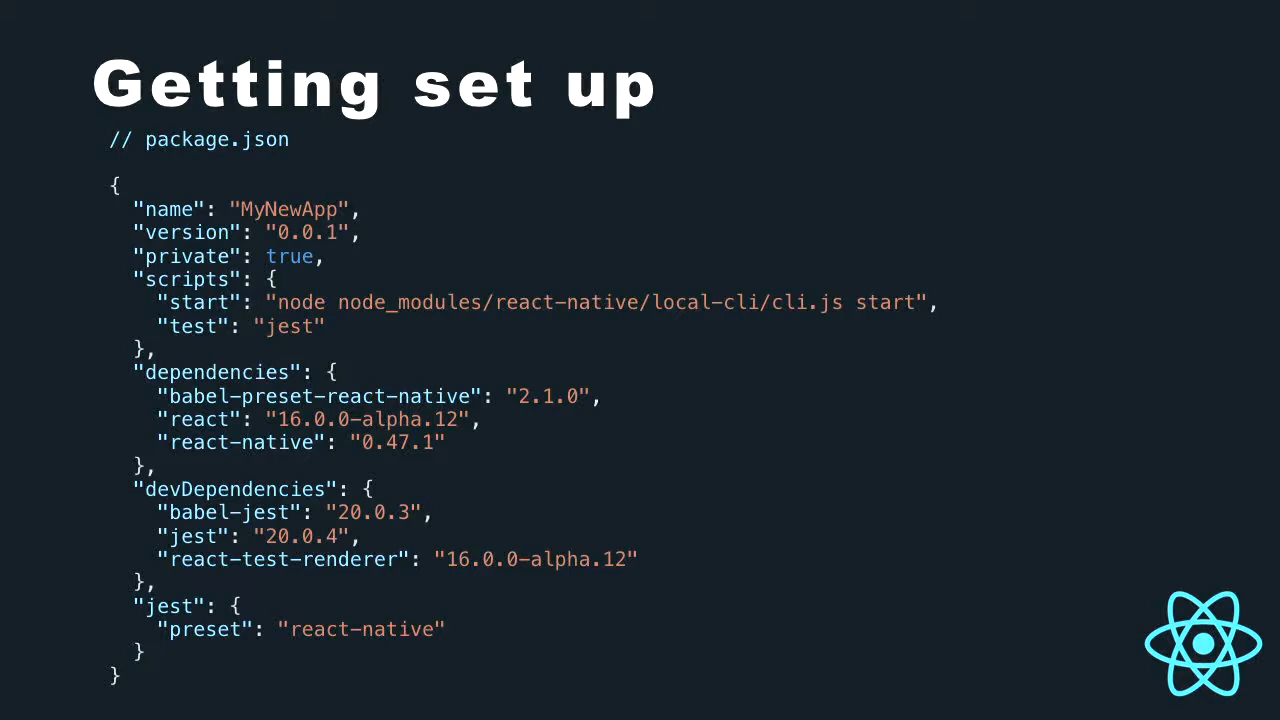 Getting set up
// package.json
{
  "name": "MyNewApp",
  "version": "0.0.1",
  "private": true,
  "scripts": {
    "start": "node node_modules/react-native/local-cli/cli.js start",
    "test": "jest"
  },
  "dependencies": {
    "babel-preset-react-native": "2.1.0",
    "react": "16.0.0-alpha.12",
    "react-native": "0.47.1"
  },
  "devDependencies": {
    "babel-jest": "20.0.3",
    "jest": "20.0.4",
    "react-test-renderer": "16.0.0-alpha.12"
  },
  "jest": {
    "preset": "react-native"
  }
}